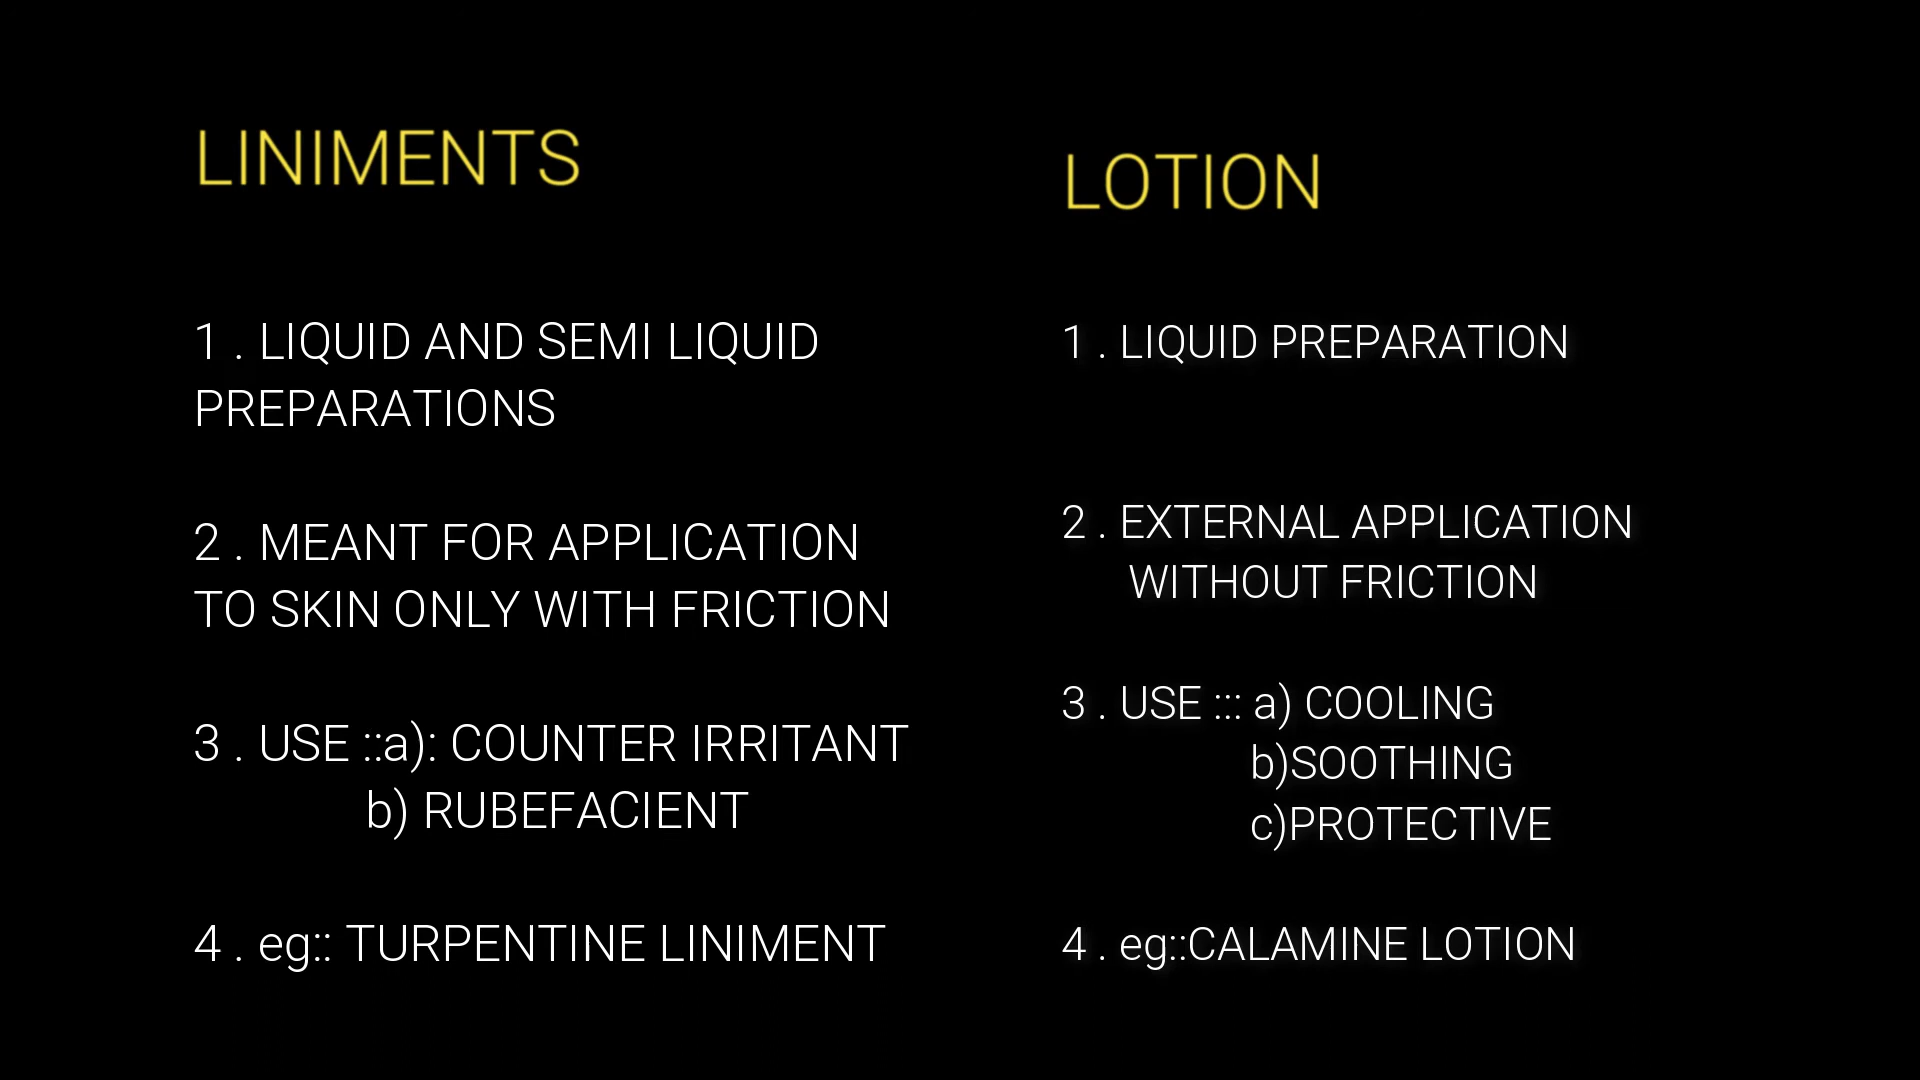 LINIMENTS
1 . LIQUID AND SEMI LIQUID
PREPARATIONS
2 . MEANT FOR APPLICATION
TO SKIN ONLY WITH FRICTION
3 . USE ::a): COUNTER IRRITANT
b) RUBEFACIENT
4 . eg:: TURPENTINE LINIMENT
LOTION
1 . LIQUID PREPARATION
2 . EXTERNAL APPLICATION
WITHOUT FRICTION
3 . USE ::: a) COOLING
b)SOOTHING
c)PROTECTIVE
4 . eg::CALAMINE LOTION